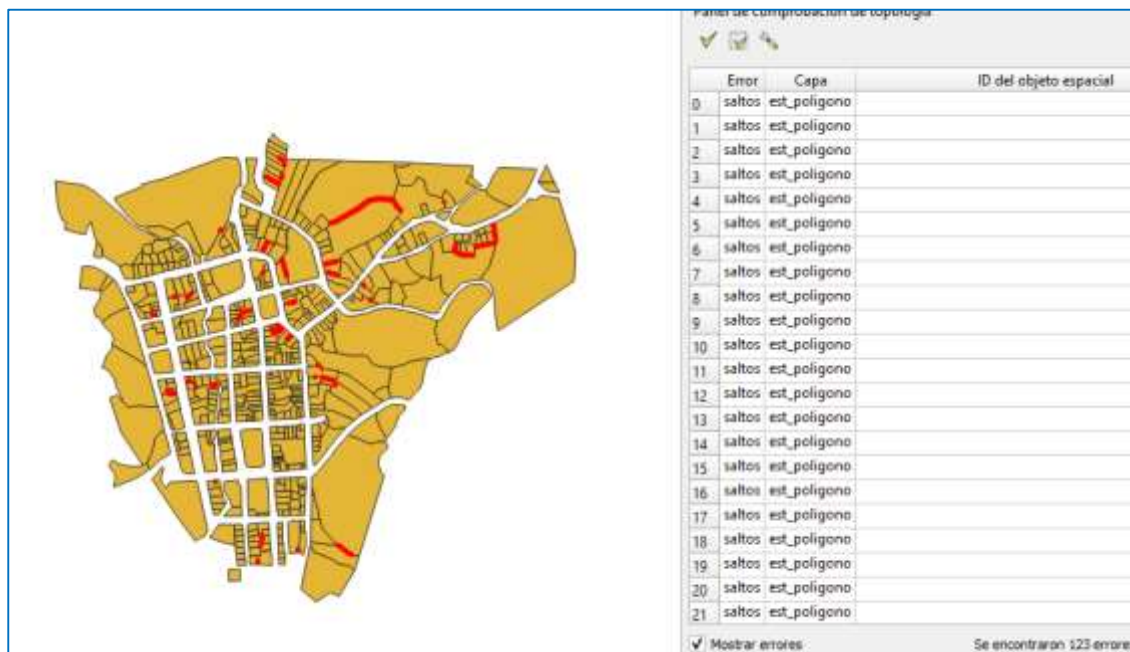 Panel de comprobación de topología
Error Capa ID del objeto espacial
0 saltos est_poligono
1 saltos est_poligono
2 saltos est_poligono
3 saltos est_poligono
4 saltos est_poligono
5 saltos est_poligono
6 saltos est_poligono
7 saltos est_poligono
8 saltos est_poligono
9 saltos est_poligono
10 saltos est_poligono
11 saltos est_poligono
12 saltos est_poligono
13 saltos est_poligono
14 saltos est_poligono
15 saltos est_poligono
16 saltos est_poligono
17 saltos est_poligono
18 saltos est_poligono
19 saltos est_poligono
20 saltos est_poligono
21 saltos est_poligono
Mostrar errores Se encontraron 123 errore